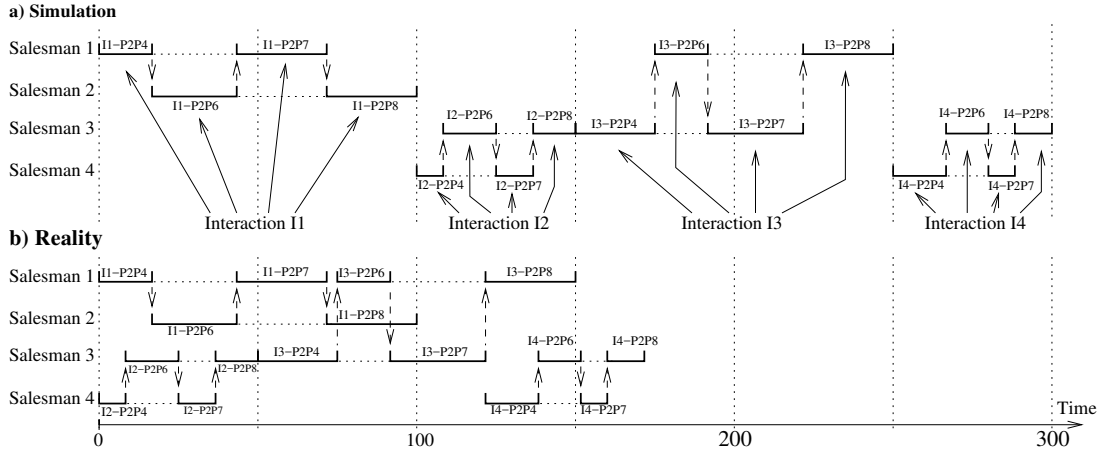 a) Simulation
Salesman 1 I1−P2P4 I1−P2P7 I3−P2P6 I3−P2P8
Salesman 2 I1−P2P6 I1−P2P8
Salesman 3 I2−P2P6 I2−P2P8 I3−P2P4 I3−P2P7 I4−P2P6 I4−P2P8
Salesman 4 I2−P2P4 I2−P2P7 I4−P2P4 I4−P2P7
Interaction I1 Interaction I2 Interaction I3 Interaction I4
b) Reality
Salesman 1 I1−P2P4 I1−P2P7 I3−P2P6 I3−P2P8
Salesman 2 I1−P2P6 I1−P2P8
Salesman 3 I2−P2P6 I2−P2P8 I3−P2P4 I3−P2P7 I4−P2P6 I4−P2P8
Salesman 4 I2−P2P4 I2−P2P7 I4−P2P4 I4−P2P7
Time
0 100 200 300